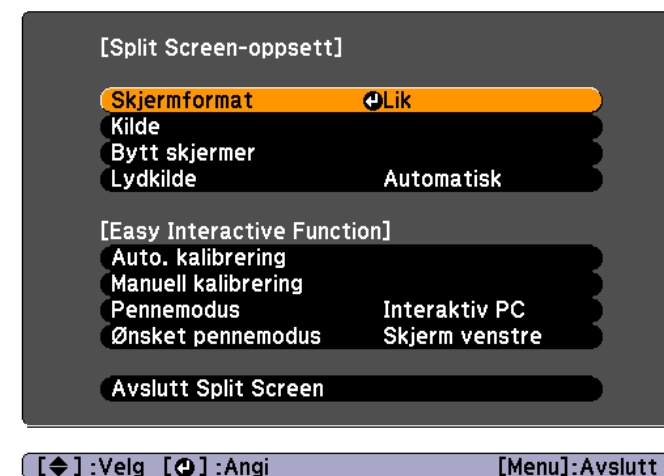 [Split Screen-oppsett]
Skjermformat Lik
Kilde
Bytt skjermer
Lydkilde Automatisk
[Easy Interactive Function]
Auto. kalibrering
Manuell kalibrering
Pennemodus Interaktiv PC
Ønsket pennemodus Skjerm venstre
Avslutt Split Screen
[ ] :Velg [ ] :Angi [Menu]:Avslutt